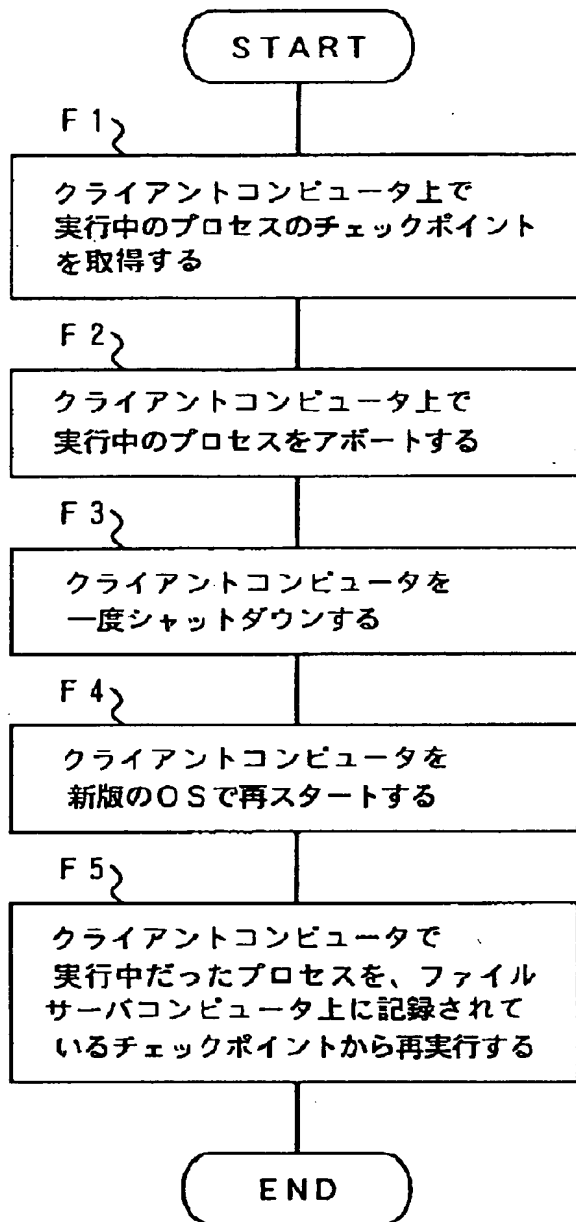 START
F1
クライアントコンピュータ上で
実行中のプロセスのチェックポイント
を取得する
F2
クライアントコンピュータ上で
実行中のプロセスをアボートする
F3
クライアントコンピュータを
一度シャットダウンする
F4
クライアントコンピュータを
新版のOSで再スタートする
F5
クライアントコンピュータで
実行中だったプロセスを、ファイル
サーバコンピュータ上に記録されて
いるチェックポイントから再実行する
END